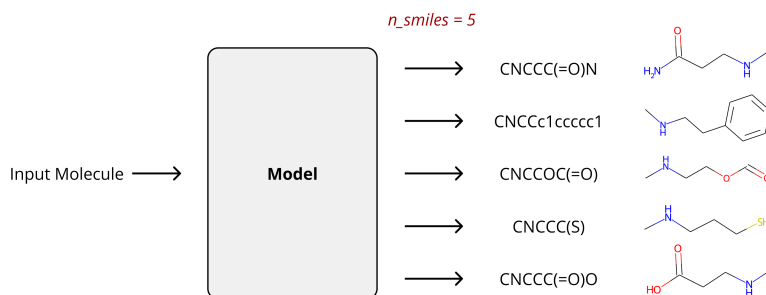 n_smiles = 5
CNCCC(=O)N
O
H₂N
N
H
CNCCc1ccccc1
N
H
Input Molecule
Model
CNCCOC(=O)
H
N
O
O
CNCCC(S)
H
N
SH
CNCCC(=O)O
O
HO
N
H